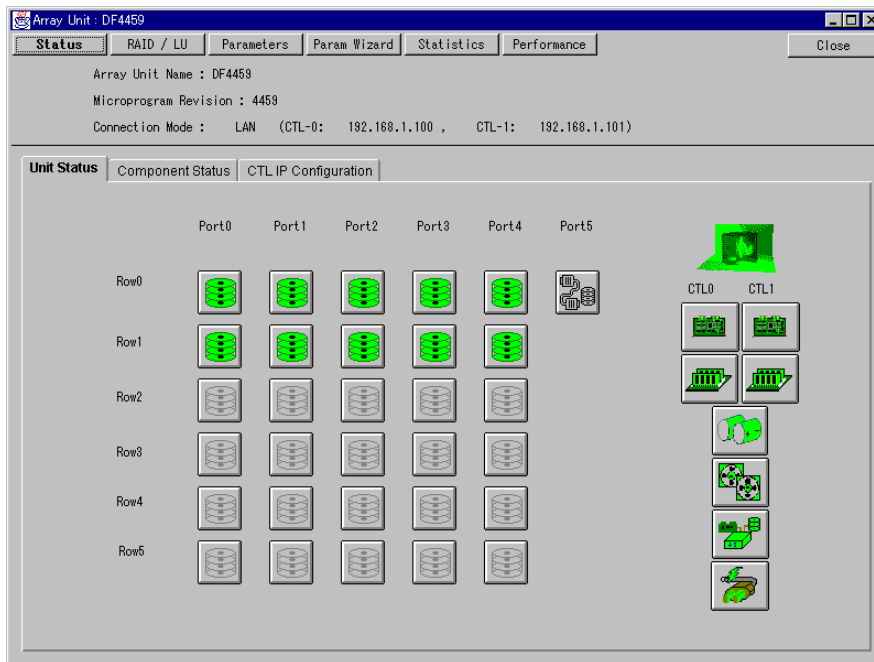 Array Unit : DF4459
Status RAID / LU Parameters Param Wizard Statistics Performance Close
Array Unit Name : DF4459
Microprogram Revision : 4459
Connection Mode : LAN (CTL-0: 192.168.1.100 , CTL-1: 192.168.1.101)
Unit Status Component Status CTL IP Configuration
Port0 Port1 Port2 Port3 Port4 Port5
Row0
CTL0 CTL1
Row1
Row2
Row3
Row4
Row5